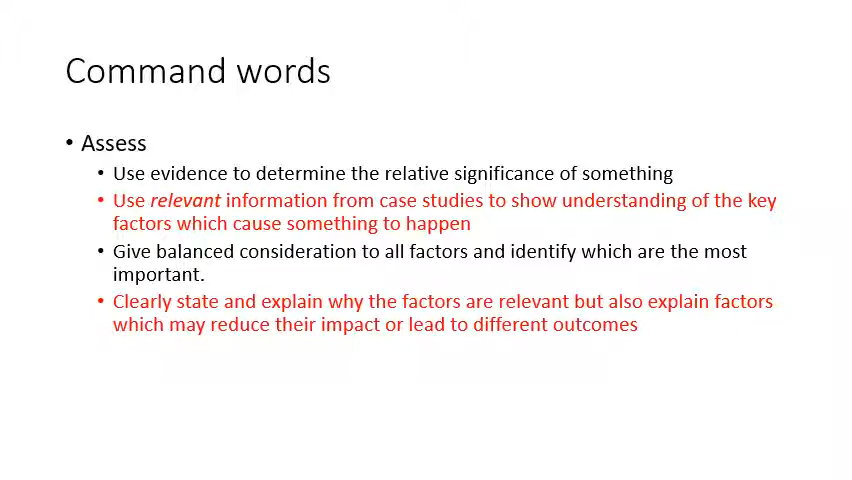 Command words
• Assess
• Use evidence to determine the relative significance of something
• Use relevant information from case studies to show understanding of the key
factors which cause something to happen
• Give balanced consideration to all factors and identify which are the most
important.
• Clearly state and explain why the factors are relevant but also explain factors
which may reduce their impact or lead to different outcomes